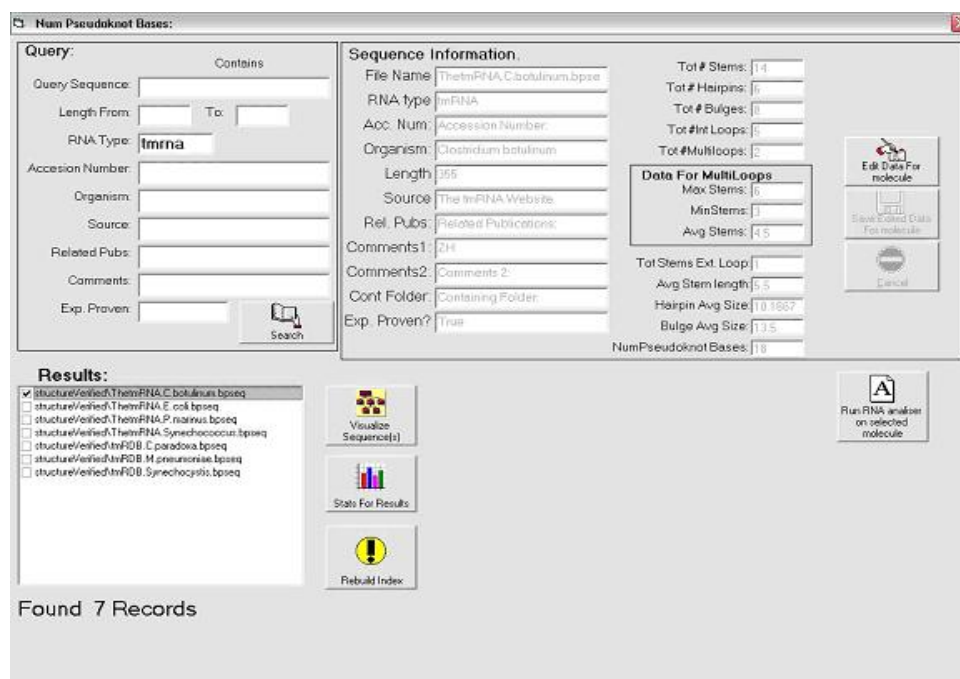 Num Pseudoknot Bases:
Query:
Contains
Query Sequence:
Length From: To:
RNA Type: tmrna
Accesion Number:
Organism:
Source:
Related Pubs:
Comments:
Exp. Proven:
Search
Sequence Information.
File Name ThetmRNA.C.botulinum.bpse
RNA type tmRNA
Acc. Num: Accession Number:
Organism: Clostridium botulinum
Length 355
Source The tmRNA Website.
Rel. Pubs: Related Publications:
Comments1: ZH
Comments2: Comments 2:
Cont Folder: Containing Folder:
Exp. Proven? True
Tot # Stems: 14
Tot # Hairpins: 6
Tot # Bulges: 8
Tot #Int Loops: 5
Tot #Multiloops: 2
Data For MultiLoops
Max Stems: 6
MinStems: 3
Avg Stems: 4.5
Tot Stems Ext. Loop: 1
Avg Stem length: 5.5
Hairpin Avg Size: 10.1667
Bulge Avg Size: 13.5
NumPseudoknot Bases: 18
Edit Data For
molecule
Save Edited Data
For molecule
Cancel
Results:
structureVerified\ThetmRNA.C.botulinum.bpseq
structureVerified\ThetmRNA.E.coli.bpseq
structureVerified\ThetmRNA.P.marinus.bpseq
structureVerified\ThetmRNA.Synechococcus.bpseq
structureVerified\tmRDB.C.paradoxa.bpseq
structureVerified\tmRDB.M.pneumoniae.bpseq
structureVerified\tmRDB.Synechocystis.bpseq
Visualize
Sequence(s)
Stats For Results
Rebuild Index
A
Run RNA analiser
on selected
molecule
Found 7 Records